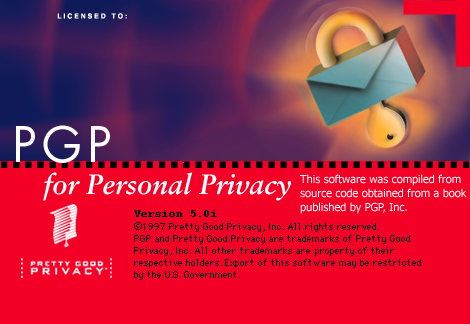 LICENSED TO:
PGP
for Personal Privacy
This software was compiled from
source code obtained from a book
published by PGP, Inc.
Version 5.0i
©1997 Pretty Good Privacy, Inc. All rights reserved.
PGP and Pretty Good Privacy are trademarks of Pretty Good
Privacy, Inc. All other trademarks are property of their
respective holders. Export of this software may be restricted
by the U.S. Government.
PRETTY GOOD
PRIVACY